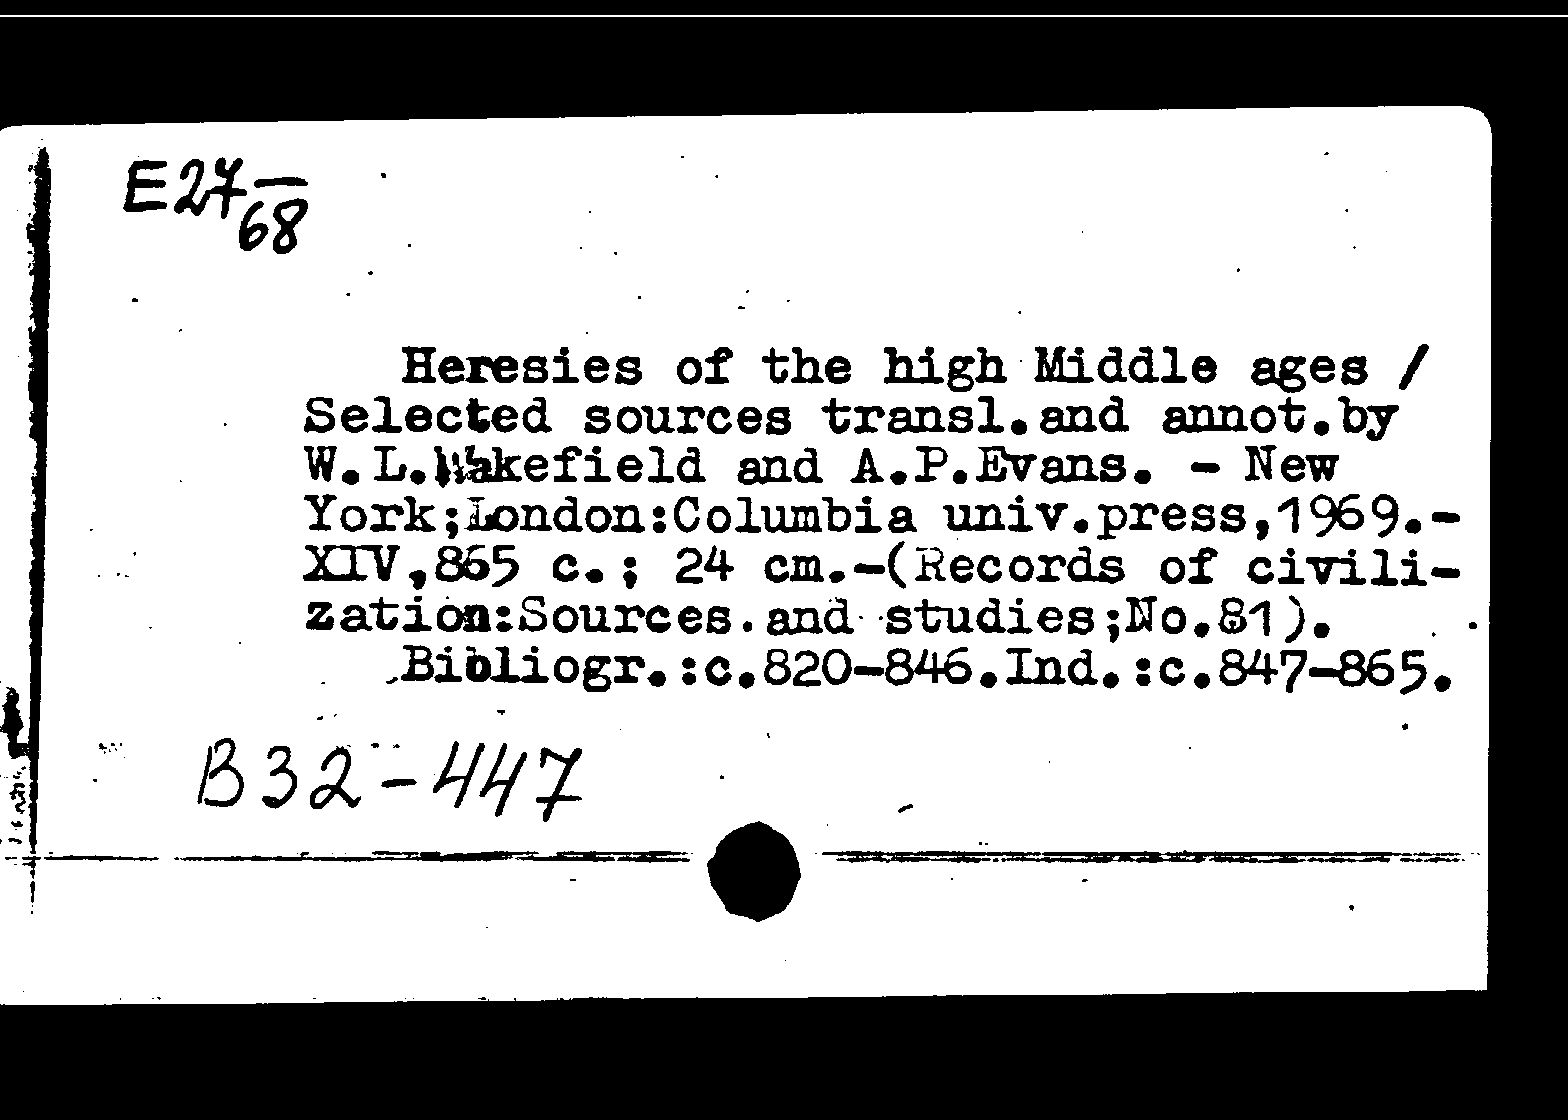 E27—
68
Heresies of the high Middle ages /
Selected sources transl.and annot.by
W.L.Wakefield and A.P.Evans. - New
York;London:Columbia univ.press,1969.-
XIV,865 c.; 24 cm.-(Records of civili-
zation:Sources.and studies;No.81).
Bibliogr.:c.820-846.Ind.:c.847-865.
B32-447